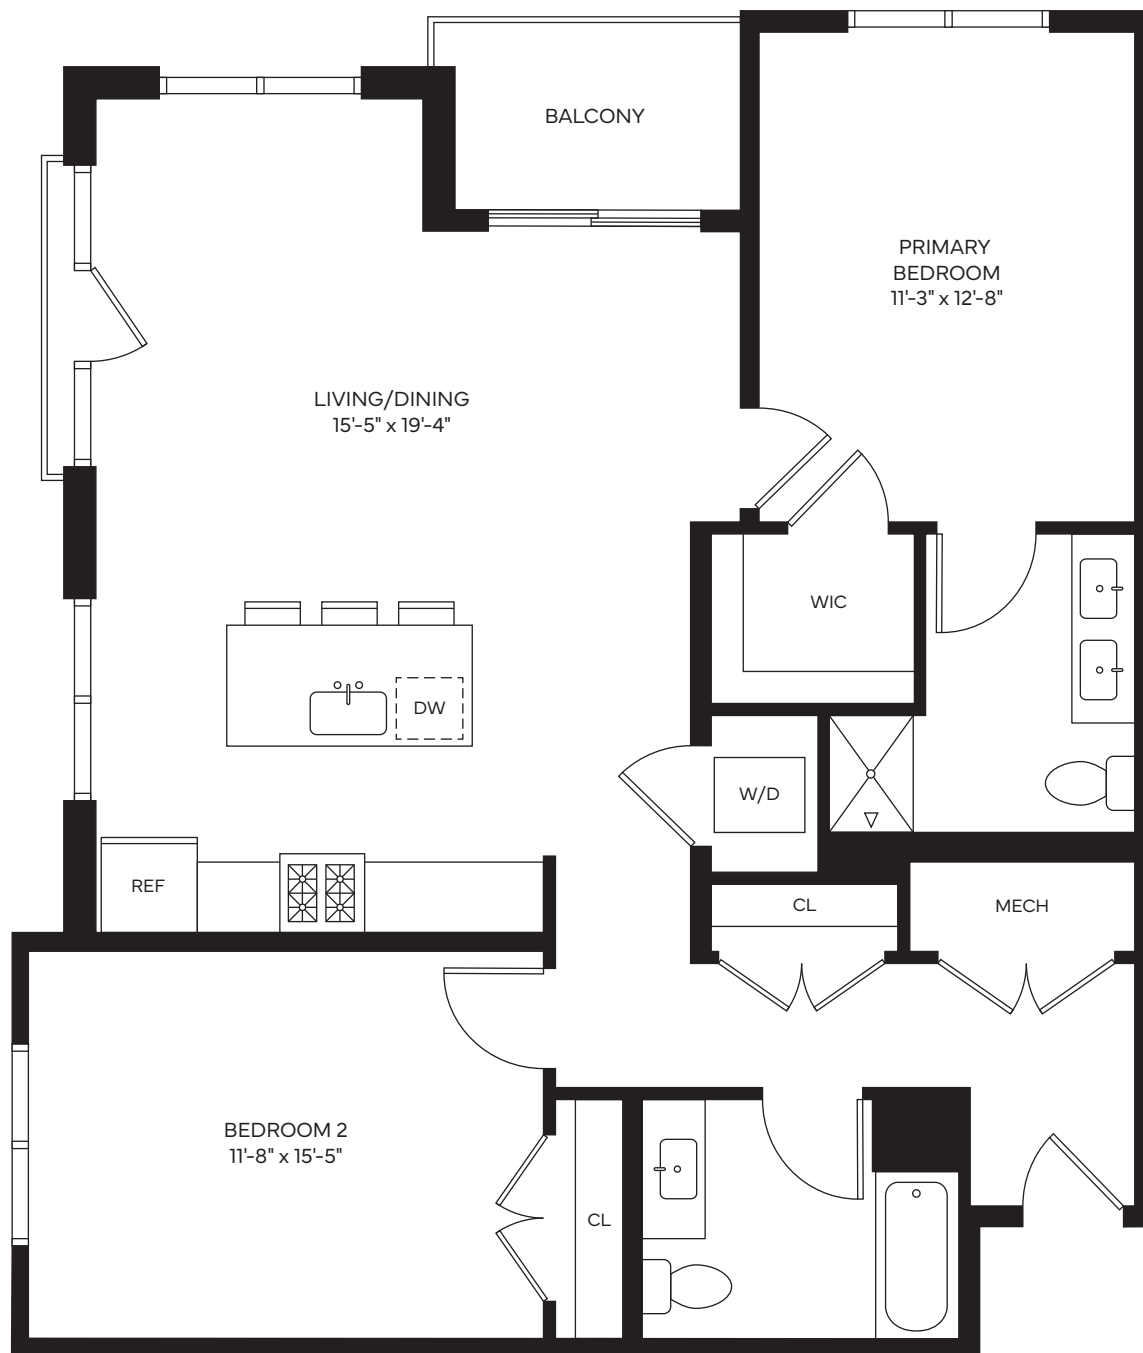 BALCONY
PRIMARY
BEDROOM
11'-3" x 12'-8"
LIVING/DINING
15'-5" x 19'-4"
WIC
DW
W/D
REF
CL
MECH
BEDROOM 2
11'-8" x 15'-5"
CL